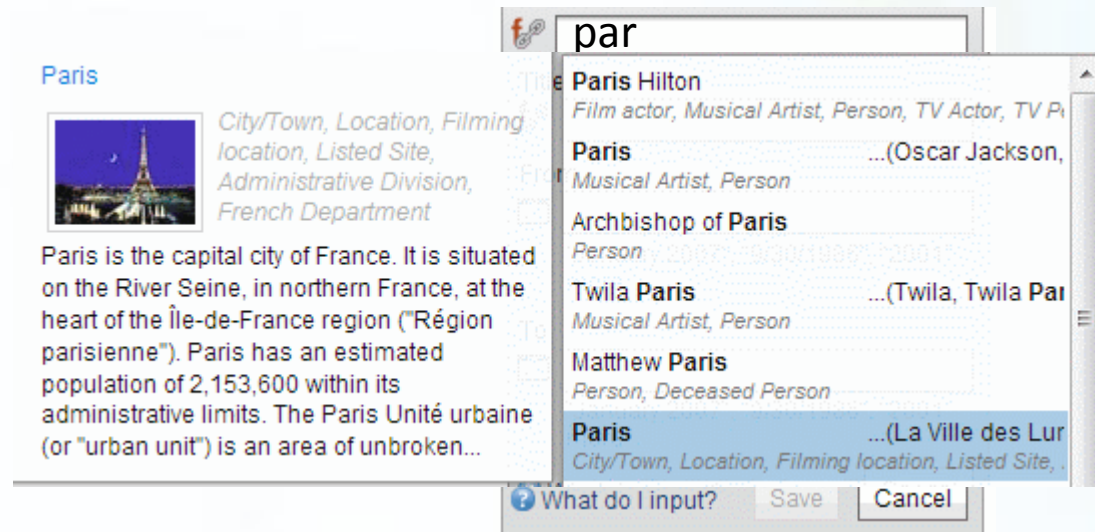 par
Paris
City/Town, Location, Filming
location, Listed Site,
Administrative Division,
French Department
Paris is the capital city of France. It is situated
on the River Seine, in northern France, at the
heart of the Île-de-France region ("Région
parisienne"). Paris has an estimated
population of 2,153,600 within its
administrative limits. The Paris Unité urbaine
(or "urban unit") is an area of unbroken...
Paris Hilton
Film actor, Musical Artist, Person, TV Actor, TV
Paris ...(Oscar Jackson,
Musical Artist, Person
Archbishop of Paris
Person
Twila Paris ...(Twila, Twila Par
Musical Artist, Person
Matthew Paris
Person, Deceased Person
Paris ...(La Ville des Lur
City/Town, Location, Filming location, Listed Site, .
What do I input? Save Cancel